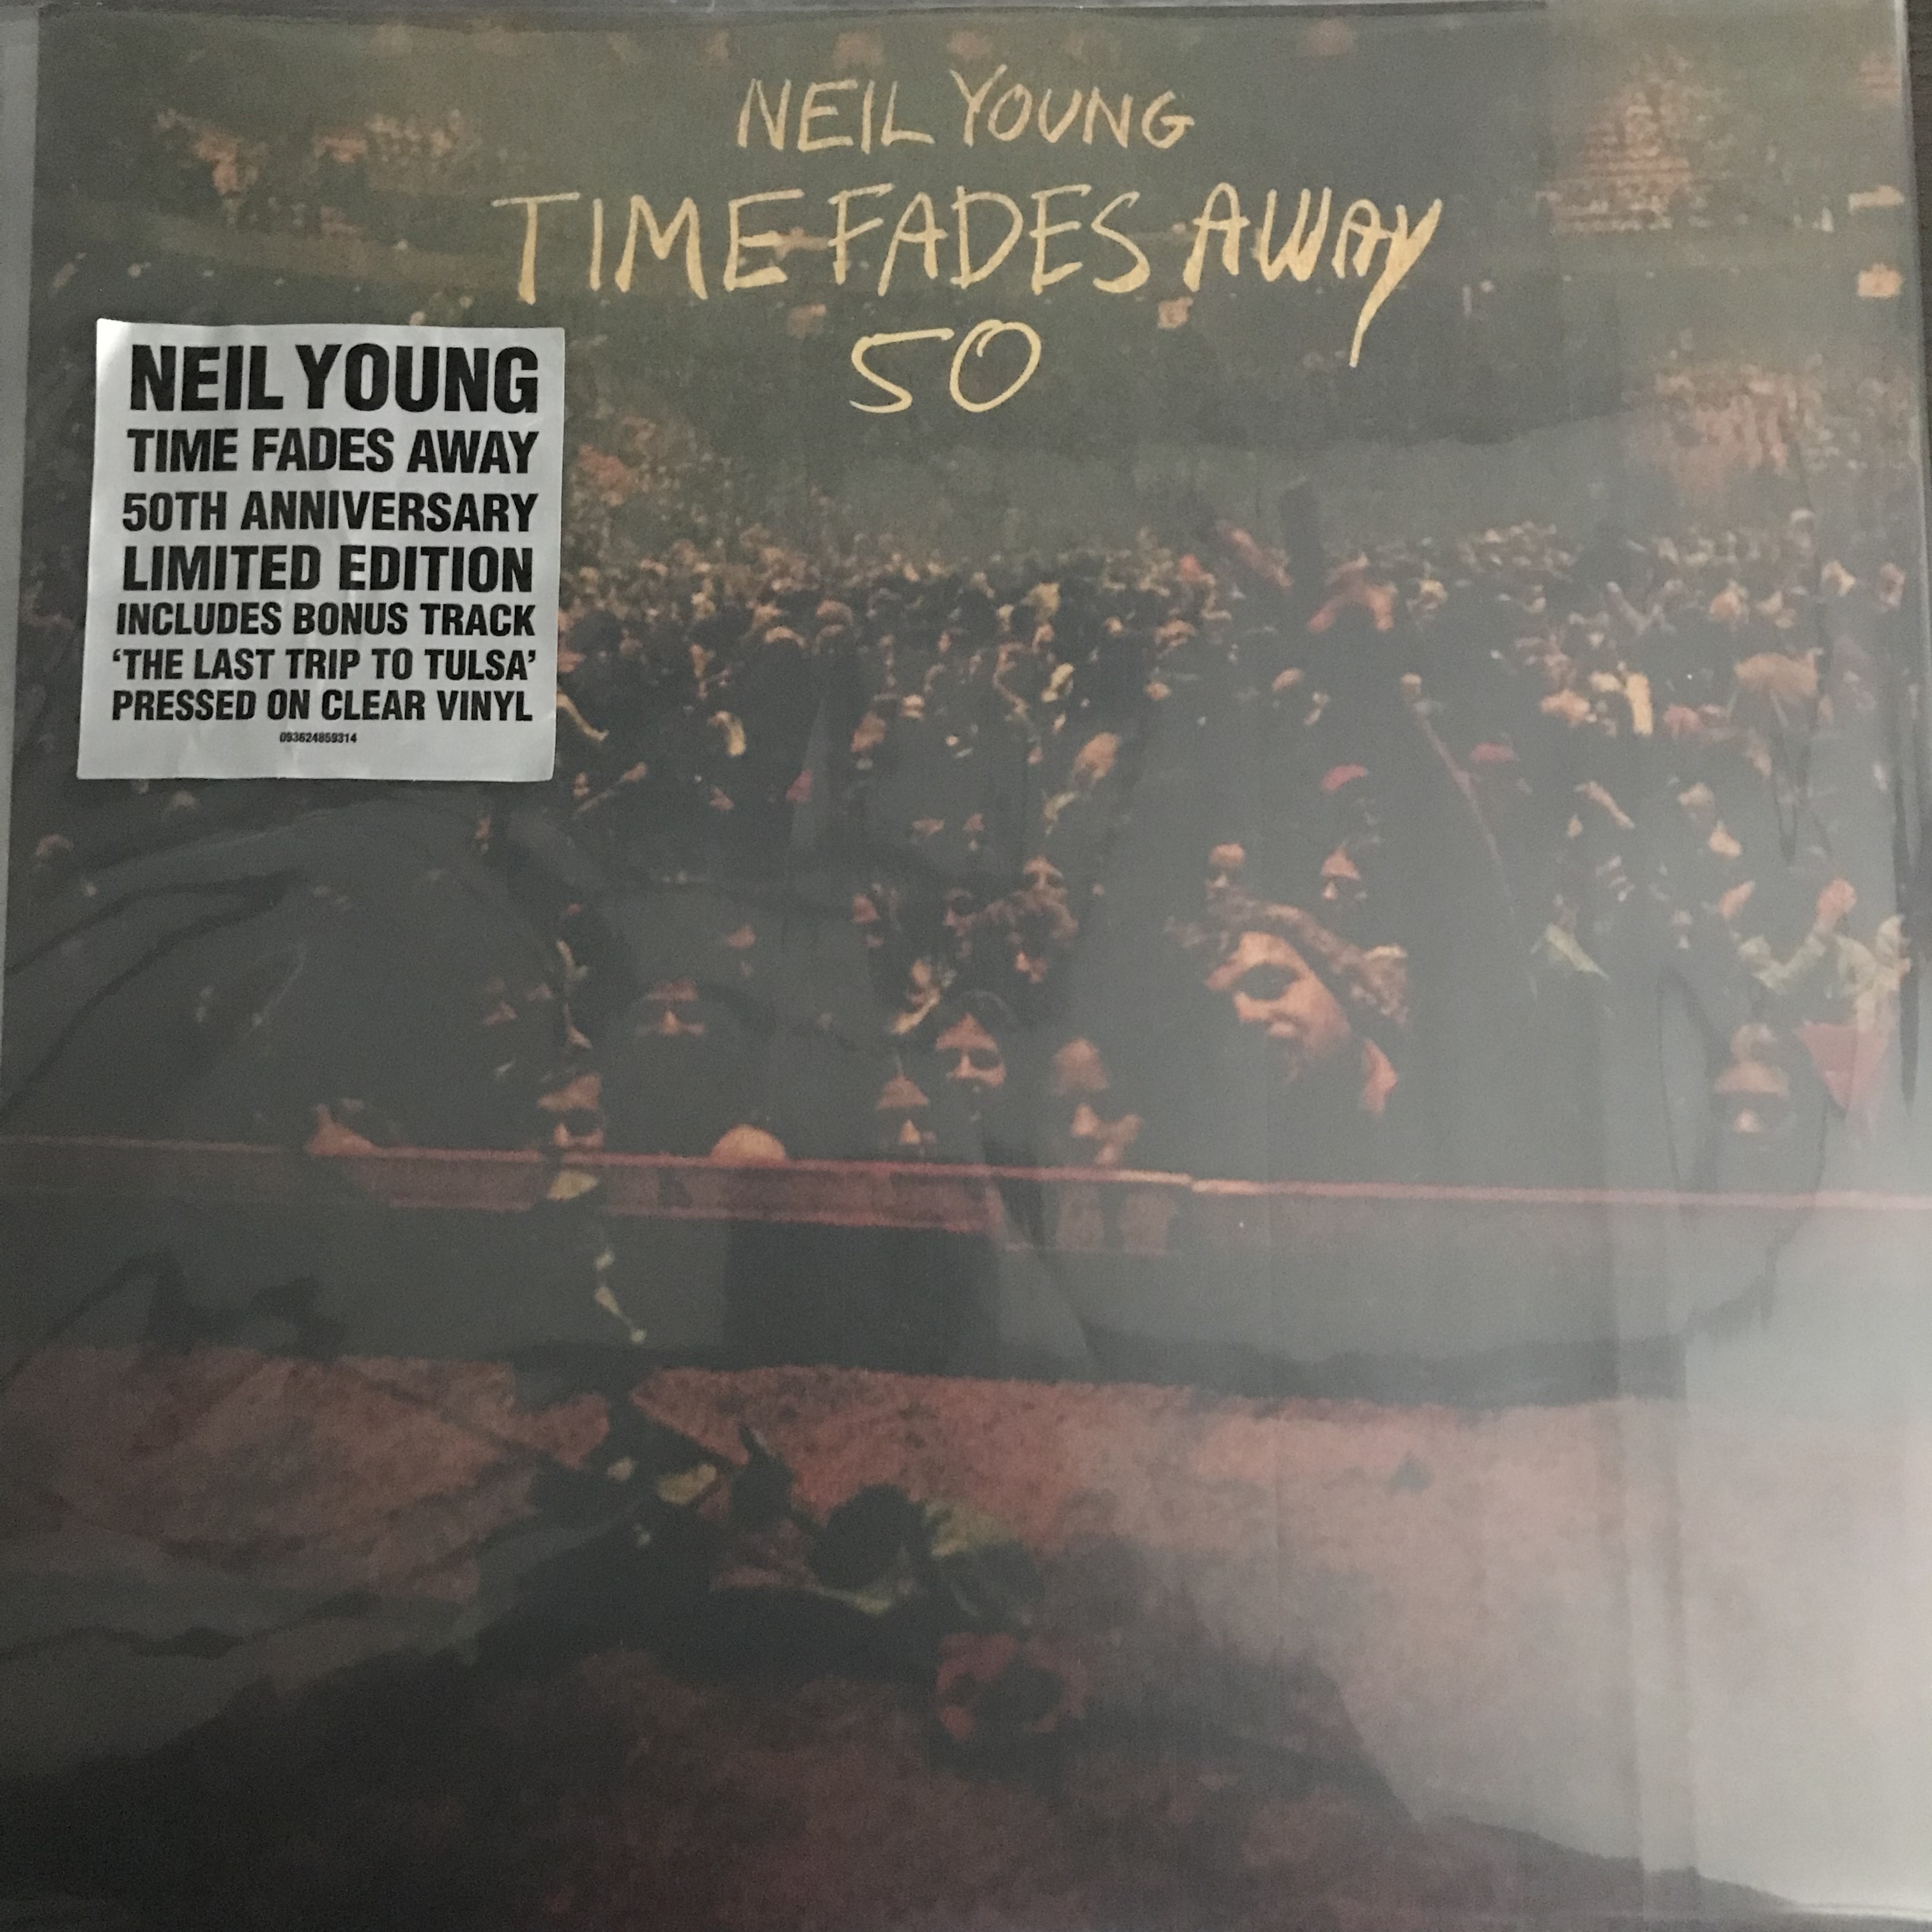 NEIL YOUNG
TIME FADES AWAY
50
NEIL YOUNG
TIME FADES AWAY
50TH ANNIVERSARY
LIMITED EDITION
INCLUDES BONUS TRACK
‘THE LAST TRIP TO TULSA’
PRESSED ON CLEAR VINYL
093624859314